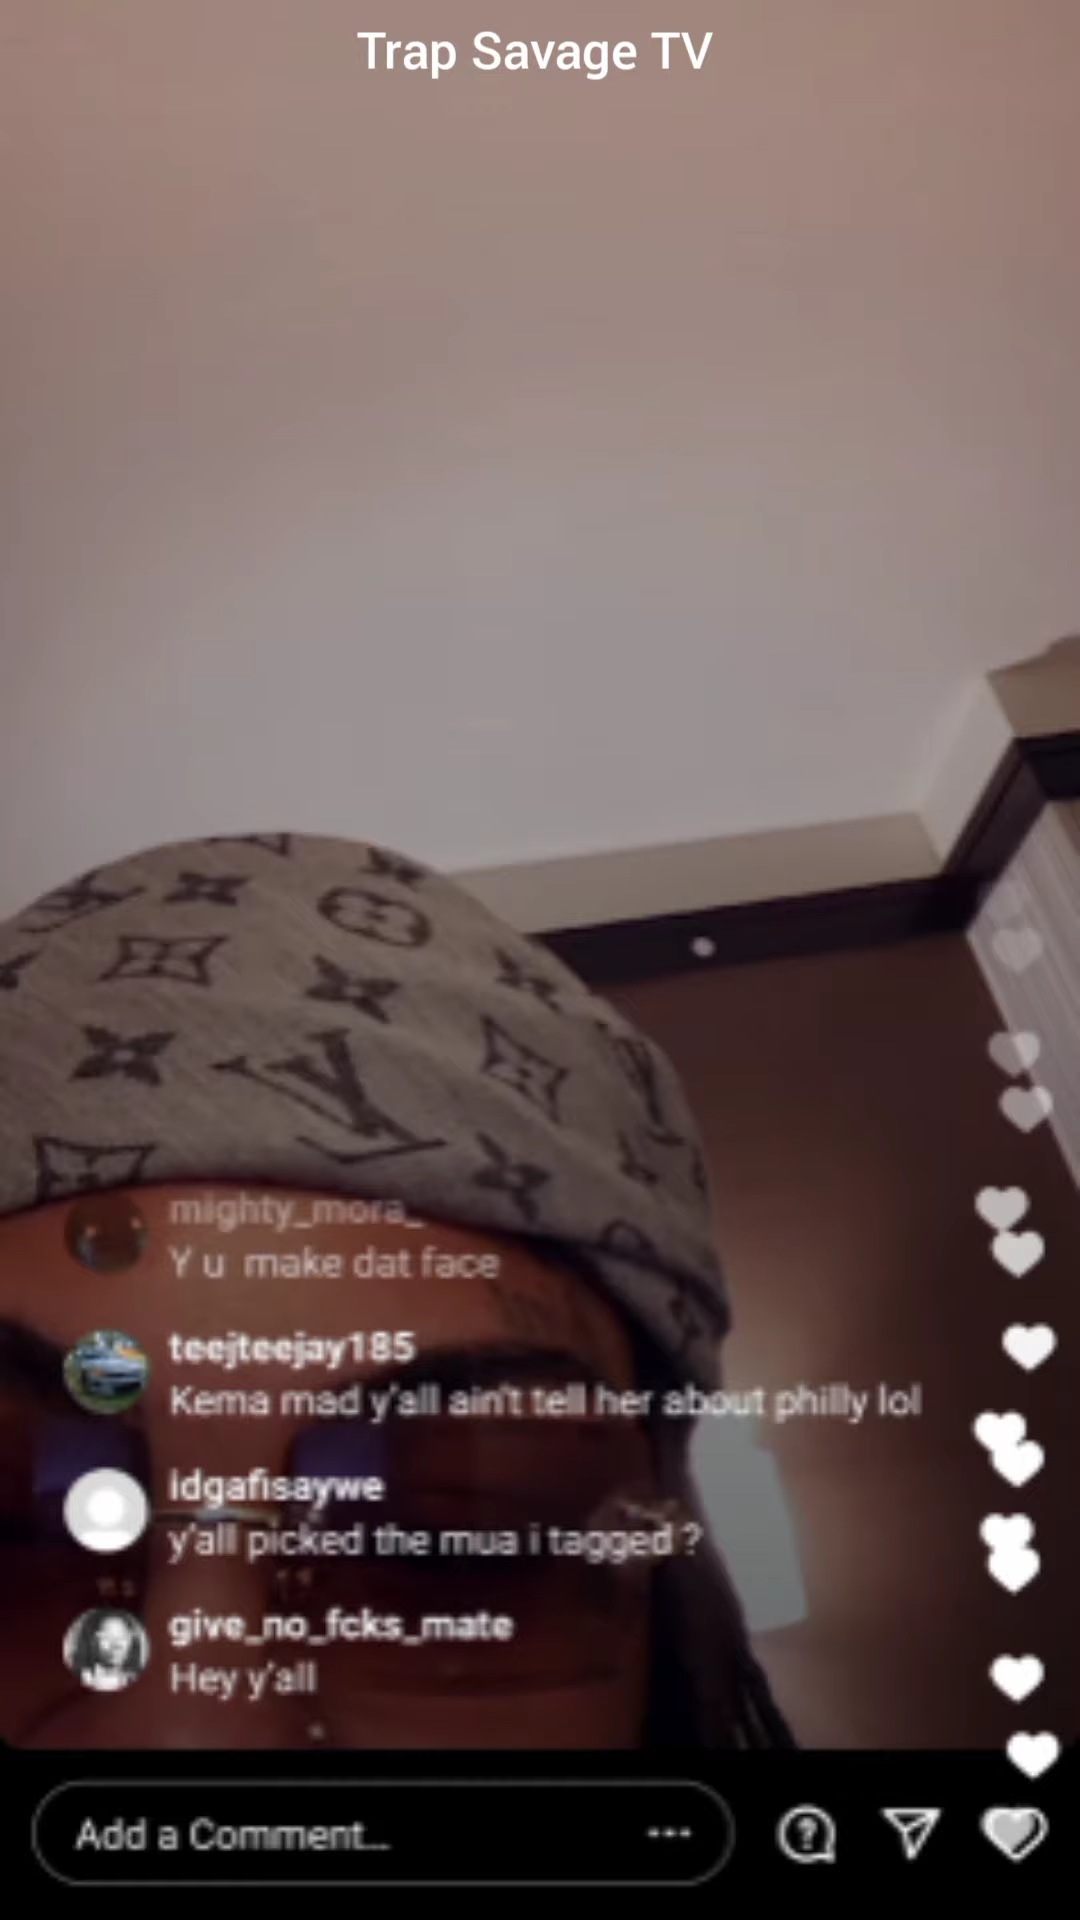 Trap Savage TV
mighty_mora_
Y u make dat face
teejteejay185
Kema mad y'all ain't tell her about philly lol
idgafisaywe
y'all picked the mua i tagged ?
give_no_fcks_mate
Hey y'all
Add a Comment...